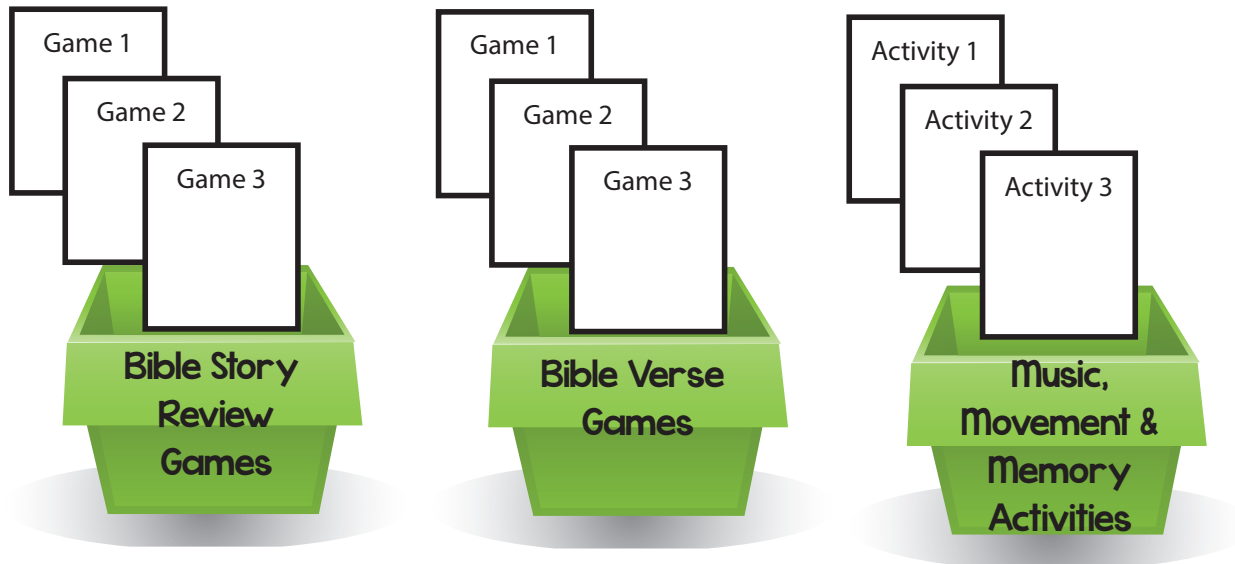 Game 1
Game 2
Game 3
Bible Story
Review
Games
Game 1
Game 2
Game 3
Bible Verse
Games
Activity 1
Activity 2
Activity 3
Music,
Movement &
Memory
Activities